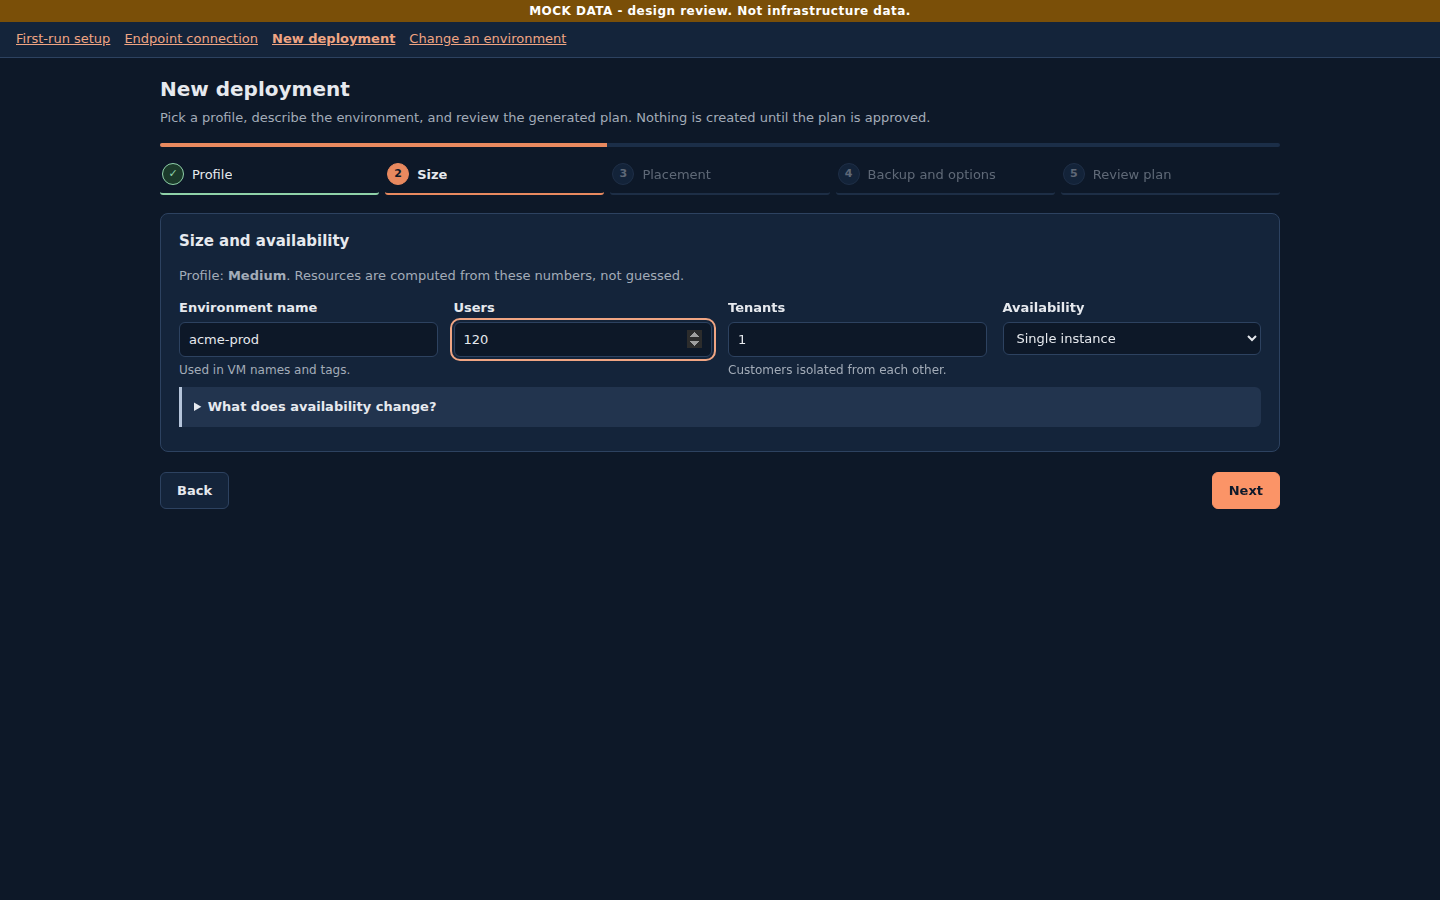 MOCK DATA - design review. Not infrastructure data.
First-run setup Endpoint connection New deployment Change an environment
New deployment
Pick a profile, describe the environment, and review the generated plan. Nothing is created until the plan is approved.
✓ Profile 2 Size 3 Placement 4 Backup and options 5 Review plan
Size and availability
Profile: Medium. Resources are computed from these numbers, not guessed.
Environment name Users Tenants Availability
acme-prod 120 1 Single instance
Used in VM names and tags. Customers isolated from each other.
What does availability change?
Back Next